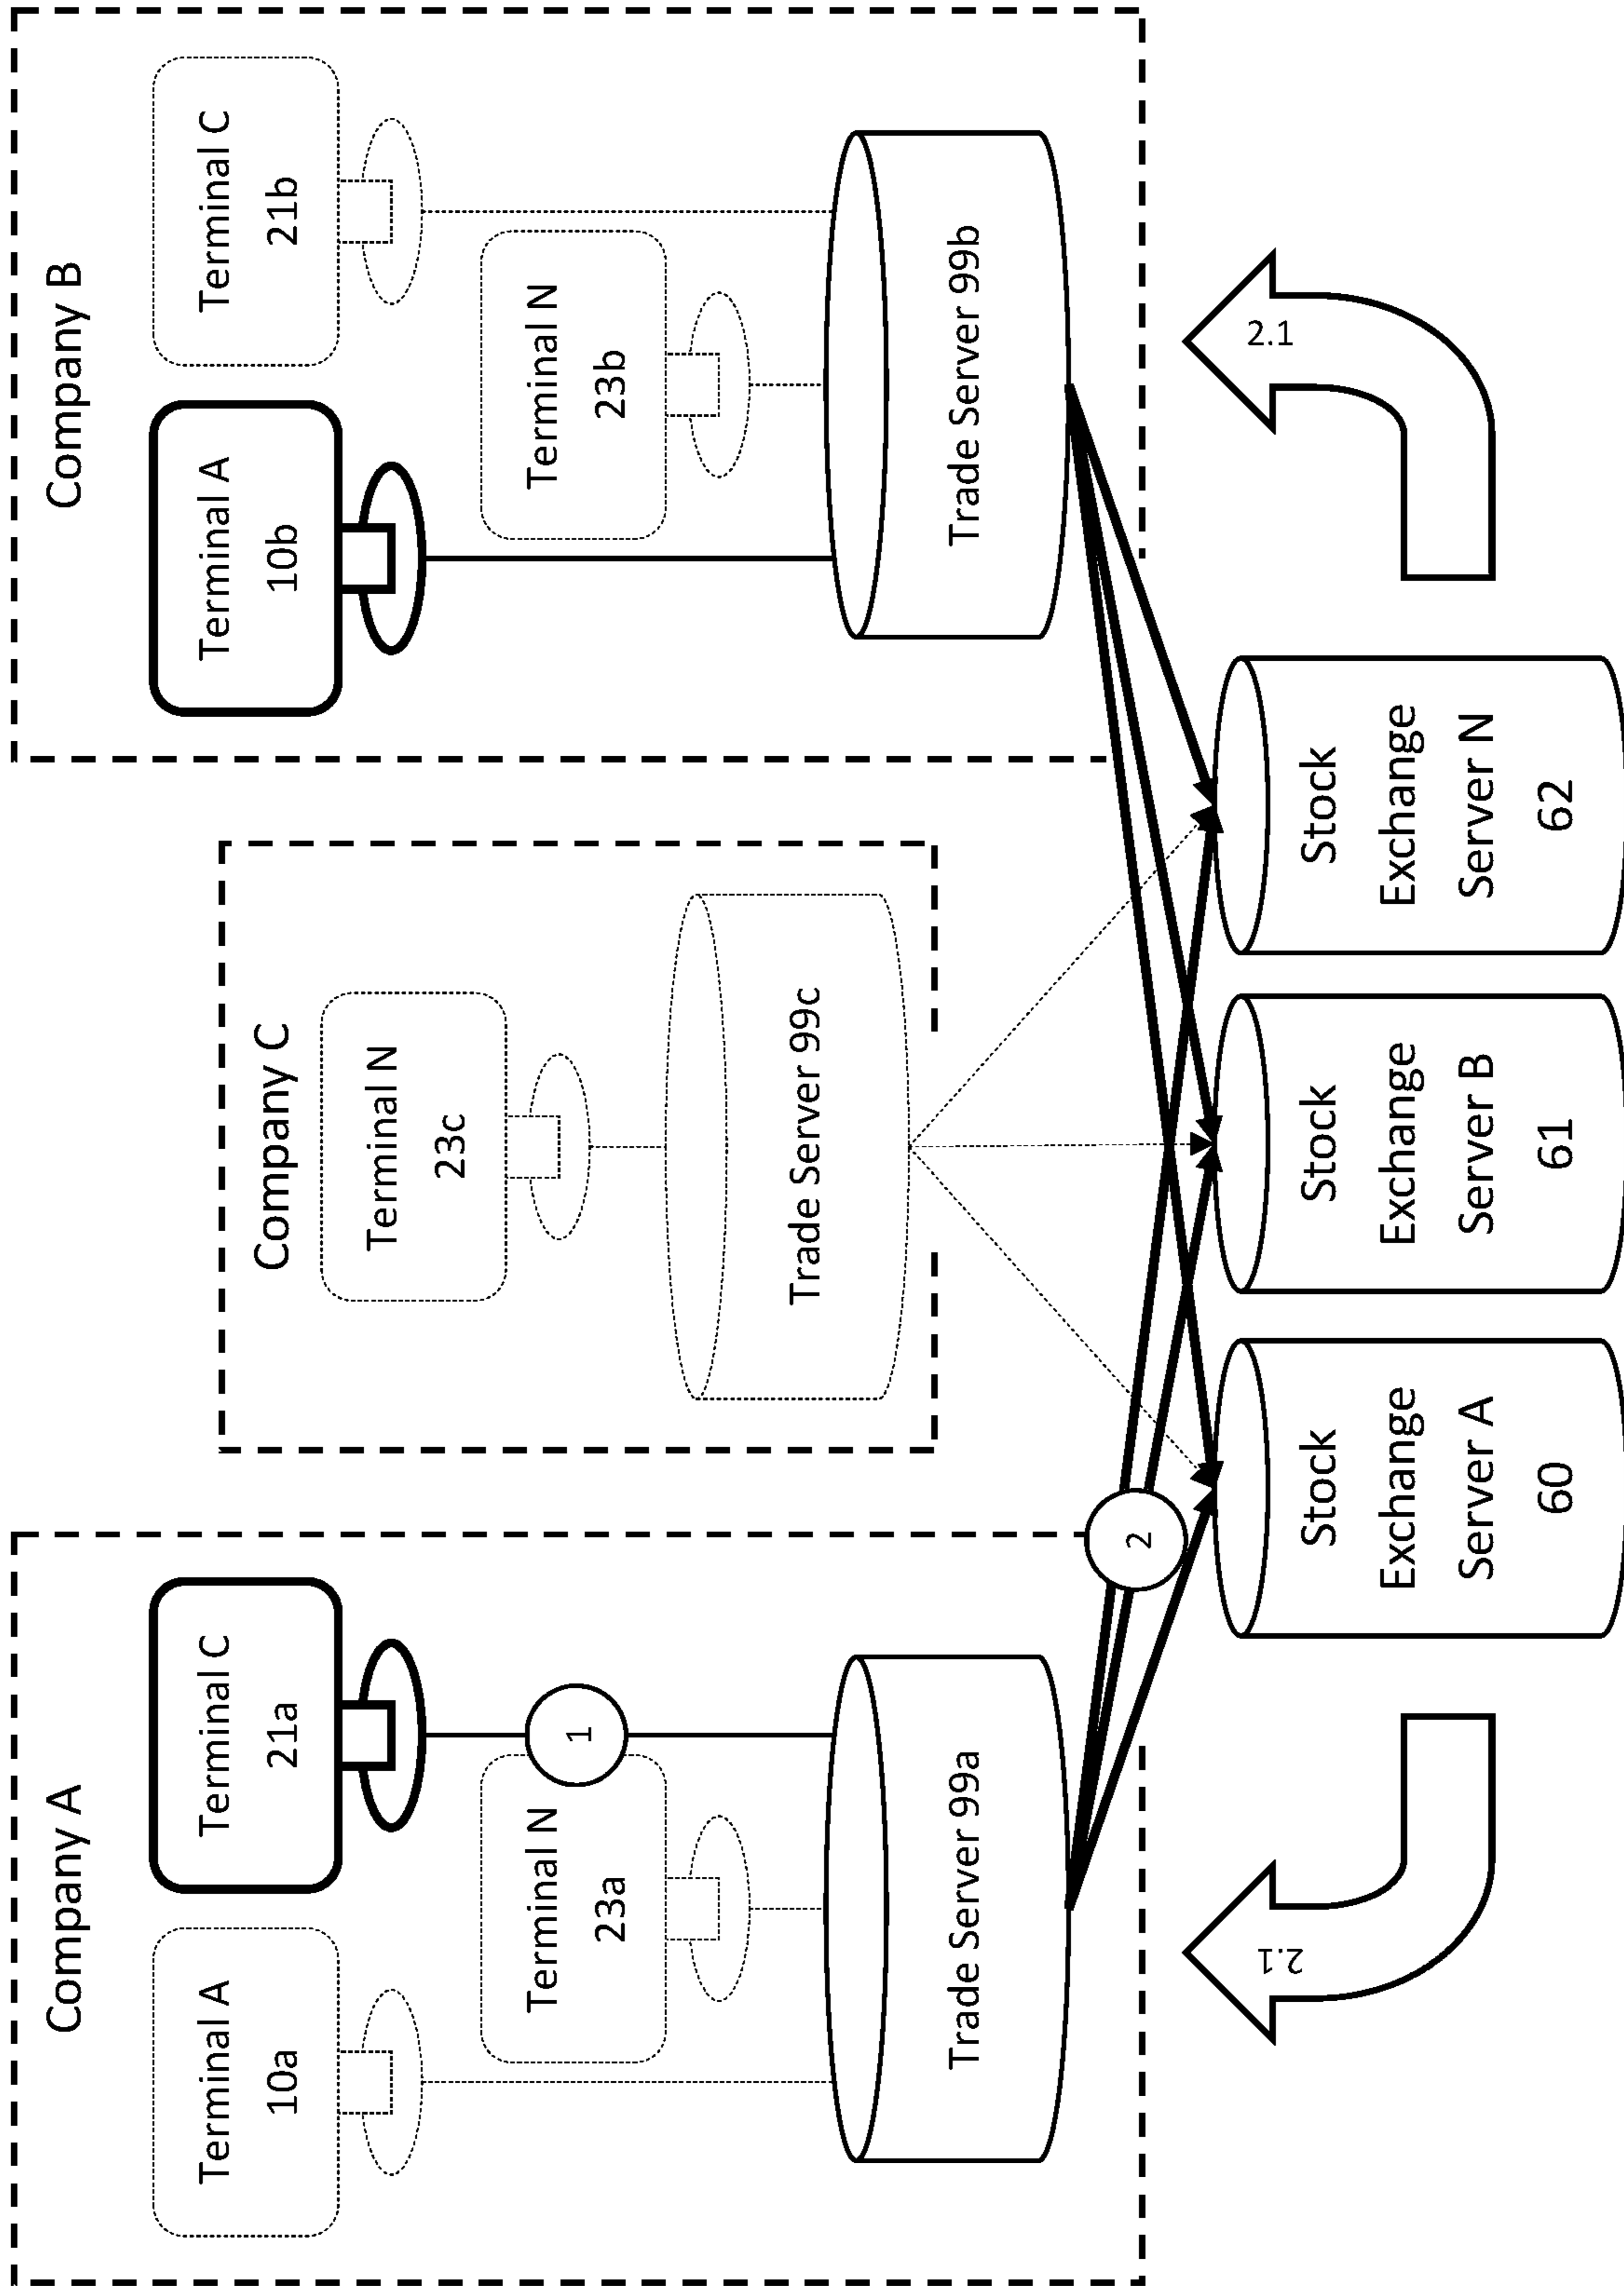 Company A
Terminal A
10a
Terminal C
21a
1
Terminal N
23a
Trade Server 99a
Company C
Terminal N
23c
Trade Server 99c
Company B
Terminal A
10b
Terminal C
21b
Terminal N
23b
Trade Server 99b
2
2.1
Stock
Exchange
Server A
60
Stock
Exchange
Server B
61
Stock
Exchange
Server N
62
2.1